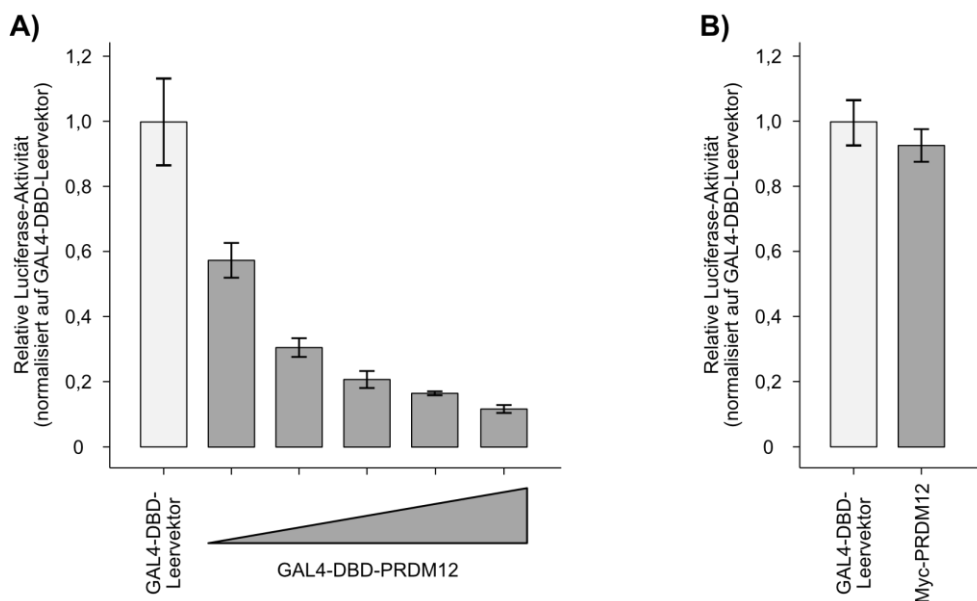 A)
Relative Luciferase-Aktivität
(normalisiert auf GAL4-DBD-Leervektor)
1,2
1,0
0,8
0,6
0,4
0,2
0
GAL4-DBD-
Leervektor
GAL4-DBD-PRDM12
B)
Relative Luciferase-Aktivität
(normalisiert auf GAL4-DBD-Leervektor)
1,2
1,0
0,8
0,6
0,4
0,2
0
GAL4-DBD-
Leervektor
Myc-PRDM12